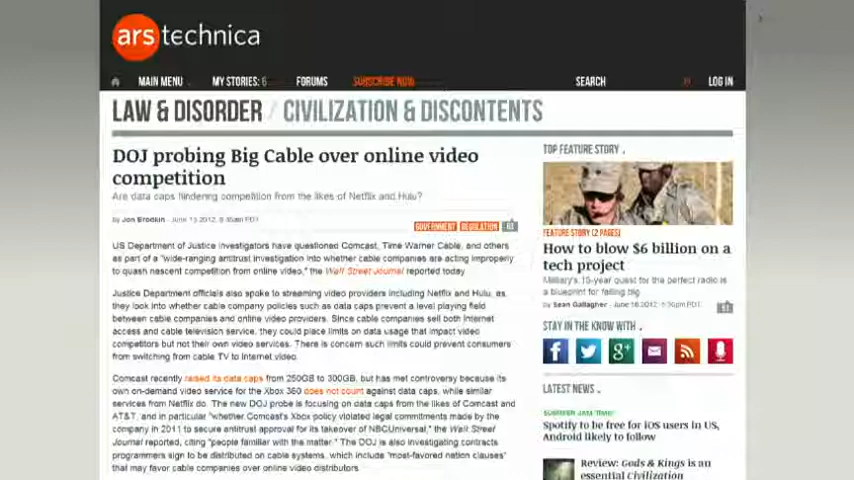 ars technica
MAIN MENU
MY STORIES: 6
FORUMS
SUBSCRIBE NOW
SEARCH
LOG IN
LAW & DISORDER / CIVILIZATION & DISCONTENTS
DOJ probing Big Cable over online video
competition
Are data caps hindering competition from the likes of Netflix and Hulu?
by Jon Brodkin - June 13 2012,
GOVERNMENT REGULATION
US Department of Justice investigators have questioned Comcast, Time Warner Cable, and others
as part of a "wide-ranging antitrust investigation into whether cable companies are acting improperly
to quash nascent competition from online video," the Wall Street Journal reported today
Justice Department officials also spoke to streaming video providers including Netflix and Hulu, as
they look into whether cable company policies such as data caps prevent a level playing field
between cable companies and online video providers. Since cable companies sell both Internet
access and cable television service, they could place limits on data usage that impact video
competitors but not their own video services. There is concern such limits could prevent consumers
from switching from cable TV to Internet video.
Comcast recently raised its data caps from 250GB to 300GB, but has met controversy because its
own on-demand video service for the Xbox 360 does not count against data caps, while similar
services from Netflix do. The new DOJ probe is focusing on data caps from the likes of Comcast and
AT&T, and in particular "whether Comcast's Xbox policy violated legal commitments made by the
company in 2011 to secure antitrust approval for its takeover of NBCUniversal," the Wall Street
Journal reported, citing "people familiar with the matter." The DOJ is also investigating contracts
programmers sign to be distributed on cable systems, which include "most-favored nation clauses"
that may favor cable companies over online video distributors.
TOP FEATURE STORY
FEATURE STORY (2 PAGES)
How to blow $6 billion on a
tech project
Military's 15-year quest for the perfect radio is
a blueprint for failing big
by Sean Gallagher - June 18 2012,
STAY IN THE KNOW WITH
f
g+
LATEST NEWS
SUMMER JAM TIME!
Spotify to be free for iOS users in US,
Android likely to follow
Review: Gods & Kings is an
essential Civilization